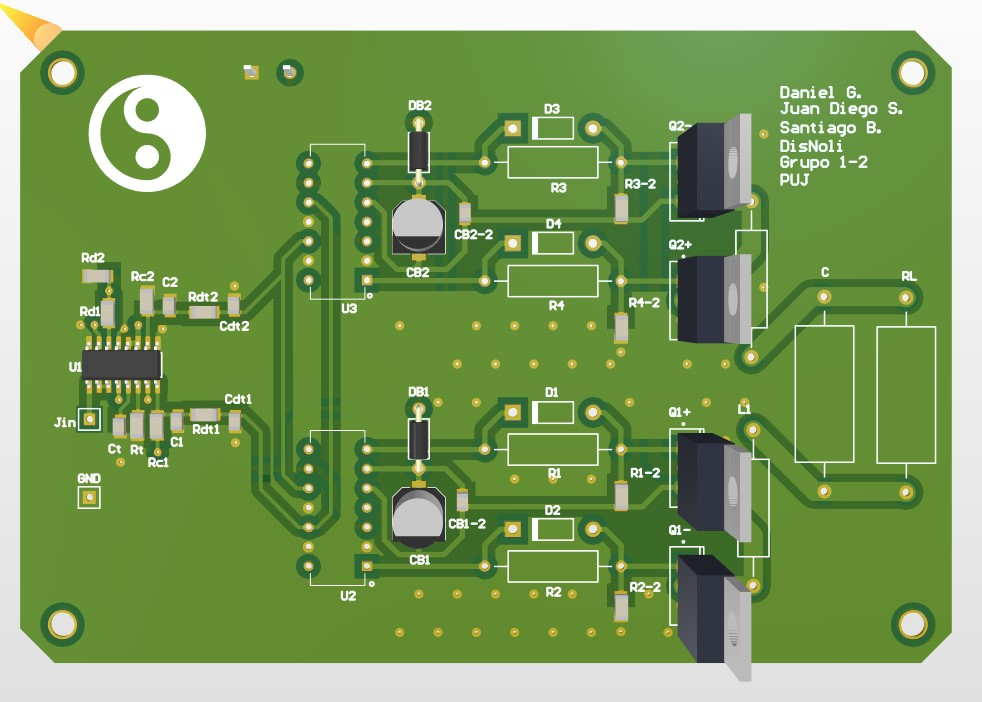 Daniel G.
Juan Diego S.
Santiago B.
DisNoli
Grupo 1-2
PUJ
DB2
D3
Q2-
R3
R3-2
CB2-2
D4
Q2+
CB2
R4
R4-2
U3
Rd2
Rc2
C2
Rdt2
Cdt2
Rd1
C
RL
U1
Jin
Cdt1
Rdt1
Ct
Rt
C1
Rc1
GND
DB1
D1
Q1+
L1
R1
R1-2
CB1-2
D2
Q1-
CB1
R2
R2-2
U2